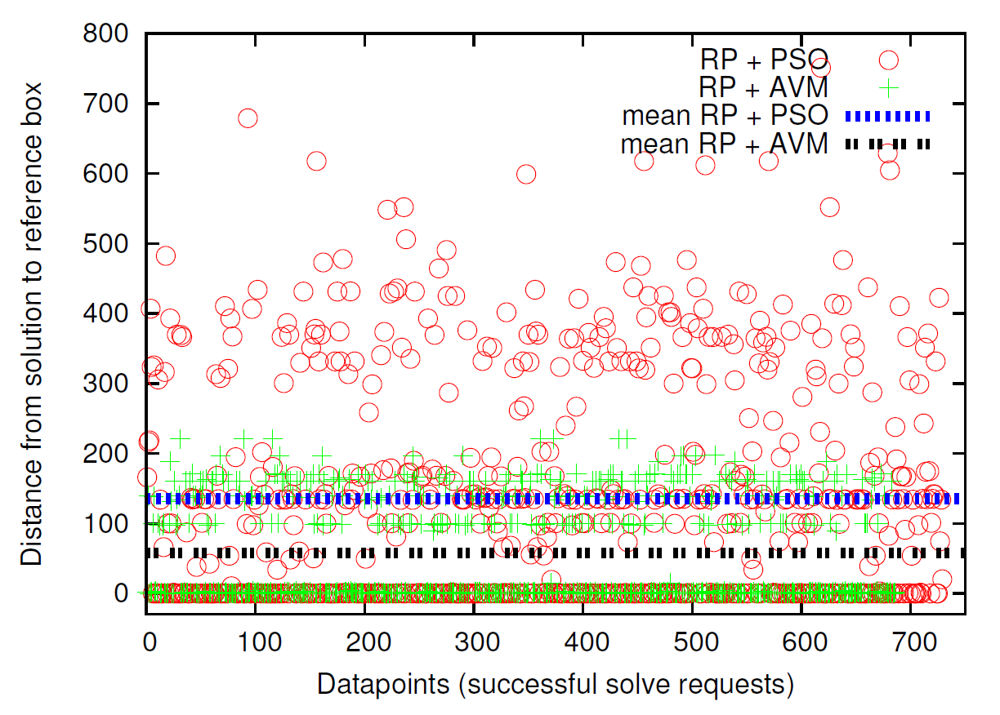 800
700
600
500
400
300
200
100
0
Distance from solution to reference box
RP + PSO
RP + AVM
mean RP + PSO
mean RP + AVM
0 100 200 300 400 500 600 700
Datapoints (successful solve requests)